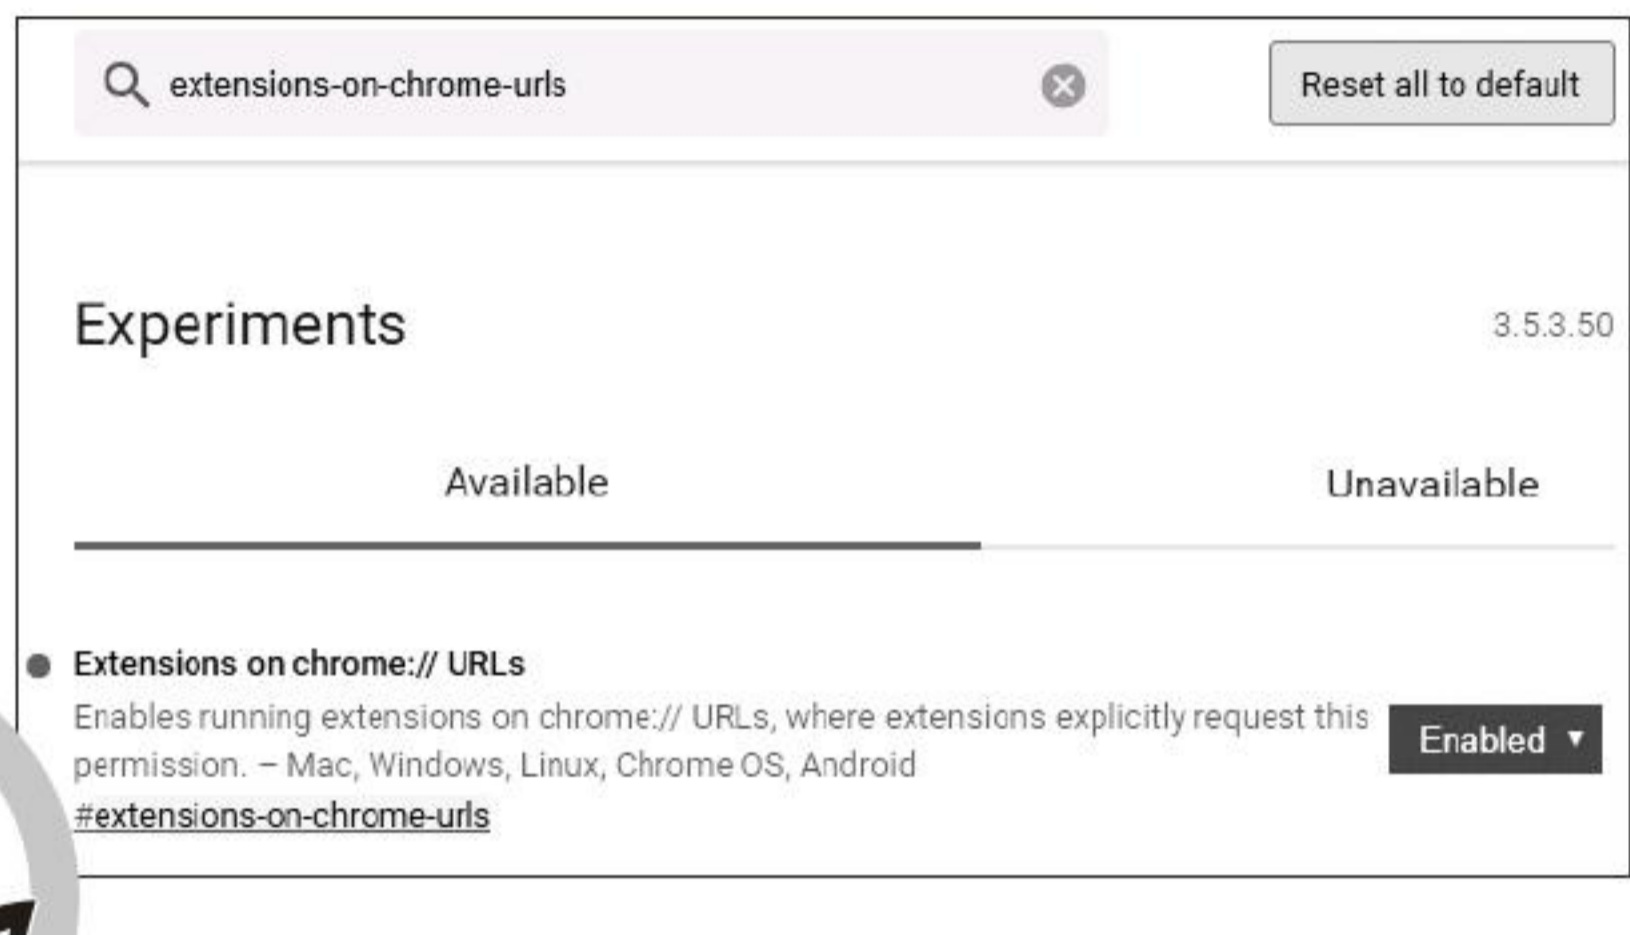 extensions-on-chrome-urls
Reset all to default
Experiments
3.5.3.50
Available
Unavailable
Extensions on chrome:// URLs
Enables running extensions on chrome:// URLs, where extensions explicitly request this
permission. – Mac, Windows, Linux, Chrome OS, Android
Enabled
#extensions-on-chrome-urls